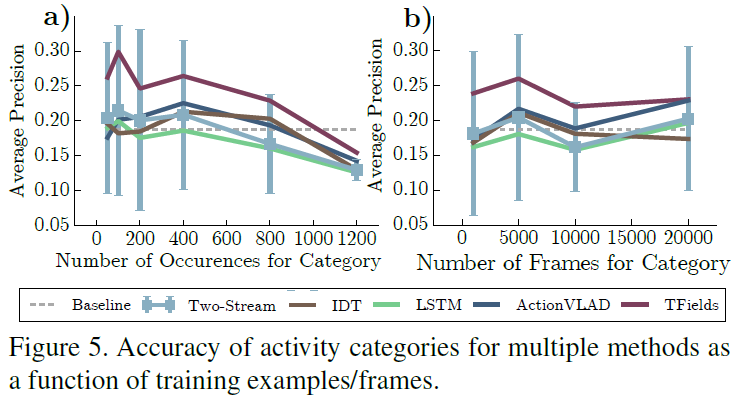 a)
Average Precision
0.30
0.25
0.20
0.15
0.10
0.05
0 200 400 600 800 1000 1200
Number of Occurences for Category
b)
Average Precision
0.30
0.25
0.20
0.15
0.10
0.05
0 5000 10000 15000 20000
Number of Frames for Category
Baseline Two-Stream IDT LSTM ActionVLAD TFields
Figure 5. Accuracy of activity categories for multiple methods as
a function of training examples/frames.